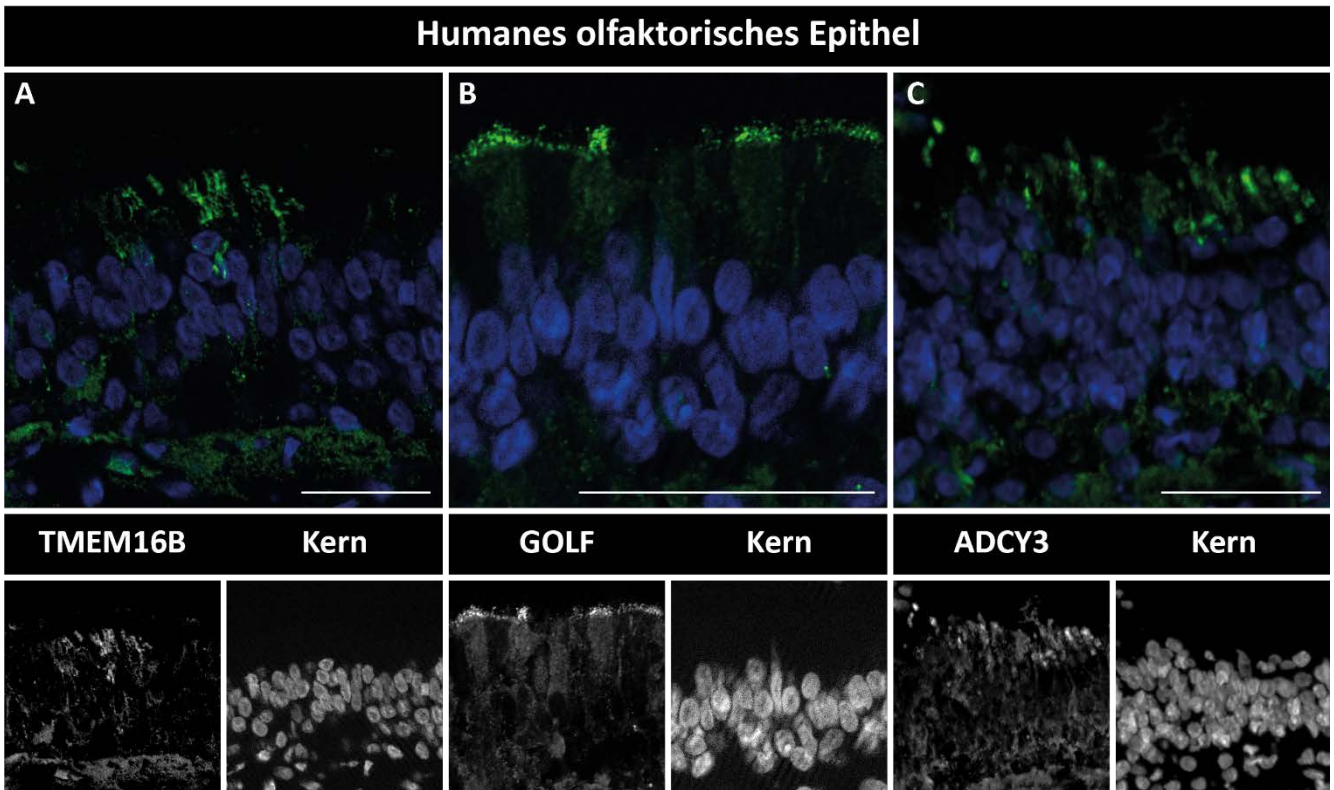 Humanes olfaktorisches Epithel
A
B
C
TMEM16B
Kern
GOLF
Kern
ADCY3
Kern